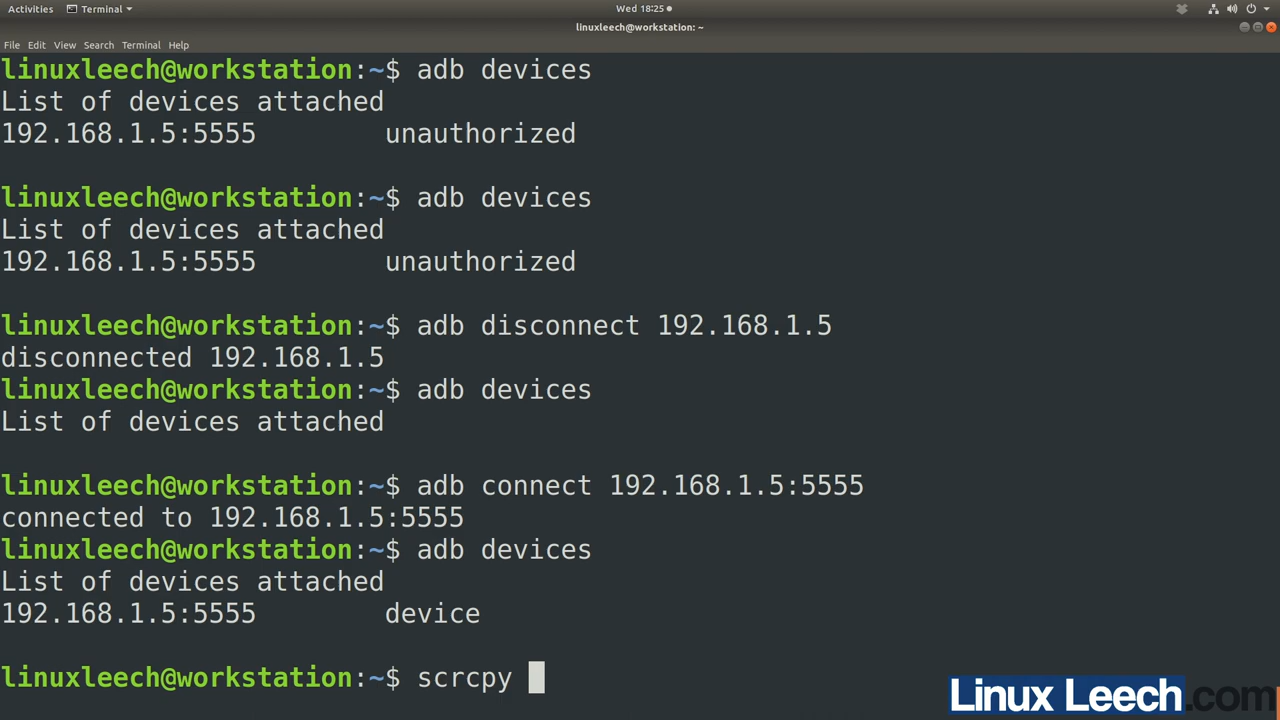 Activities Terminal Wed 18:25
linuxleech@workstation: ~
File Edit View Search Terminal Help
linuxleech@workstation:~$ adb devices
List of devices attached
192.168.1.5:5555 unauthorized
linuxleech@workstation:~$ adb devices
List of devices attached
192.168.1.5:5555 unauthorized
linuxleech@workstation:~$ adb disconnect 192.168.1.5
disconnected 192.168.1.5
linuxleech@workstation:~$ adb devices
List of devices attached
linuxleech@workstation:~$ adb connect 192.168.1.5:5555
connected to 192.168.1.5:5555
linuxleech@workstation:~$ adb devices
List of devices attached
192.168.1.5:5555 device
linuxleech@workstation:~$ scrcpy
Linux Leech.com